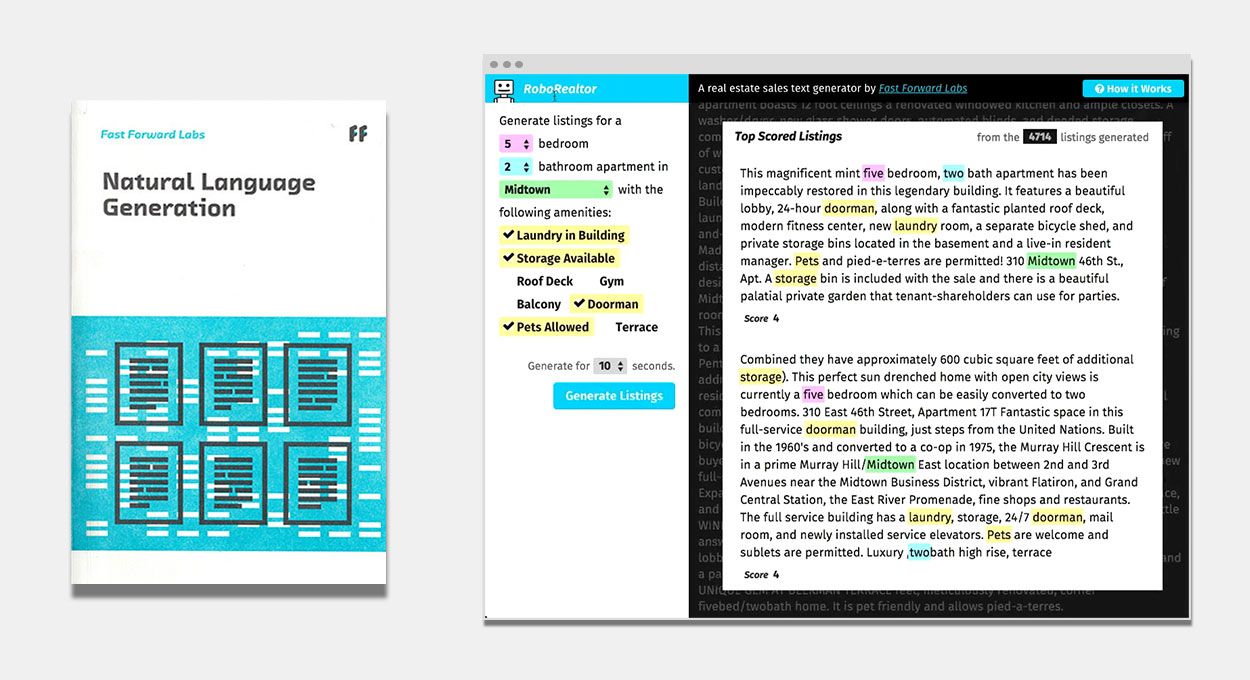 Fast Forward Labs
FF
Natural Language
Generation
RoboRealtor
Generate listings for a
5 bedroom
2 bathroom apartment in
Midtown with the
following amenities:
Laundry in Building
Storage Available
Roof Deck Gym
Balcony Doorman
Pets Allowed Terrace
Generate for 10 seconds.
Generate Listings
A real estate sales text generator by Fast Forward Labs
How it Works
apartment boasts 12 foot ceilings a renovated windowed kitchen and ample closets. A
Top Scored Listings
from the 4714 listings generated
This magnificent mint five bedroom, two bath apartment has been
impeccably restored in this legendary building. It features a beautiful
lobby, 24-hour doorman, along with a fantastic planted roof deck,
modern fitness center, new laundry room, a separate bicycle shed, and
private storage bins located in the basement and a live-in resident
manager. Pets and pied-e-terres are permitted! 310 Midtown 46th St.,
Apt. A storage bin is included with the sale and there is a beautiful
palatial private garden that tenant-shareholders can use for parties.
Score 4
Combined they have approximately 600 cubic square feet of additional
storage). This perfect sun drenched home with open city views is
currently a five bedroom which can be easily converted to two
bedrooms. 310 East 46th Street, Apartment 17T Fantastic space in this
full-service doorman building, just steps from the United Nations. Built
in the 1960's and converted to a co-op in 1975, the Murray Hill Crescent is
in a prime Murray Hill/Midtown East location between 2nd and 3rd
Avenues near the Midtown Business District, vibrant Flatiron, and Grand
Central Station, the East River Promenade, fine shops and restaurants.
The full service building has a laundry, storage, 24/7 doorman, mail
room, and newly installed service elevators. Pets are welcome and
sublets are permitted. Luxury ,twobath high rise, terrace
Score 4
fivebed/twobath home. It is pet friendly and allows pied-a-terres.